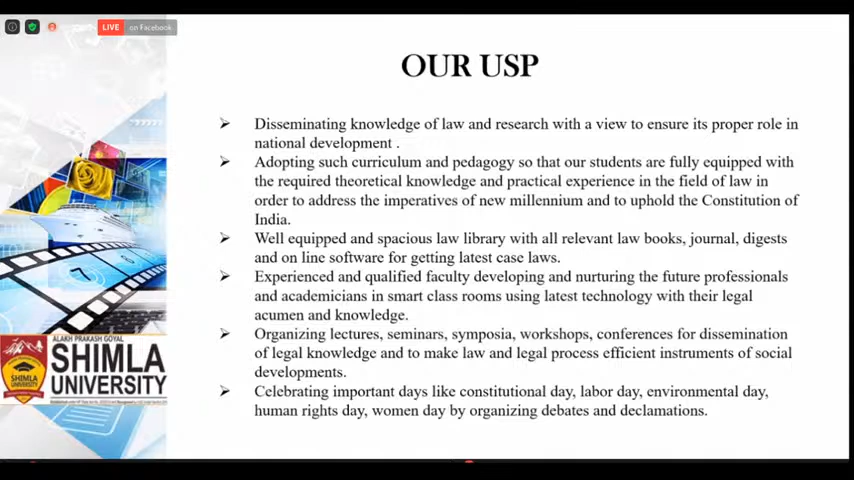 LIVE on Facebook
OUR USP
➢ Disseminating knowledge of law and research with a view to ensure its proper role in
national development .
➢ Adopting such curriculum and pedagogy so that our students are fully equipped with
the required theoretical knowledge and practical experience in the field of law in
order to address the imperatives of new millennium and to uphold the Constitution of
India.
➢ Well equipped and spacious law library with all relevant law books, journal, digests
and on line software for getting latest case laws.
➢ Experienced and qualified faculty developing and nurturing the future professionals
and academicians in smart class rooms using latest technology with their legal
acumen and knowledge.
➢ Organizing lectures, seminars, symposia, workshops, conferences for dissemination
of legal knowledge and to make law and legal process efficient instruments of social
developments.
➢ Celebrating important days like constitutional day, labor day, environmental day,
human rights day, women day by organizing debates and declamations.
7
ALAKH PRAKASH GOYAL
SHIMLA
UNIVERSITY
SHIMLA
UNIVERSITY